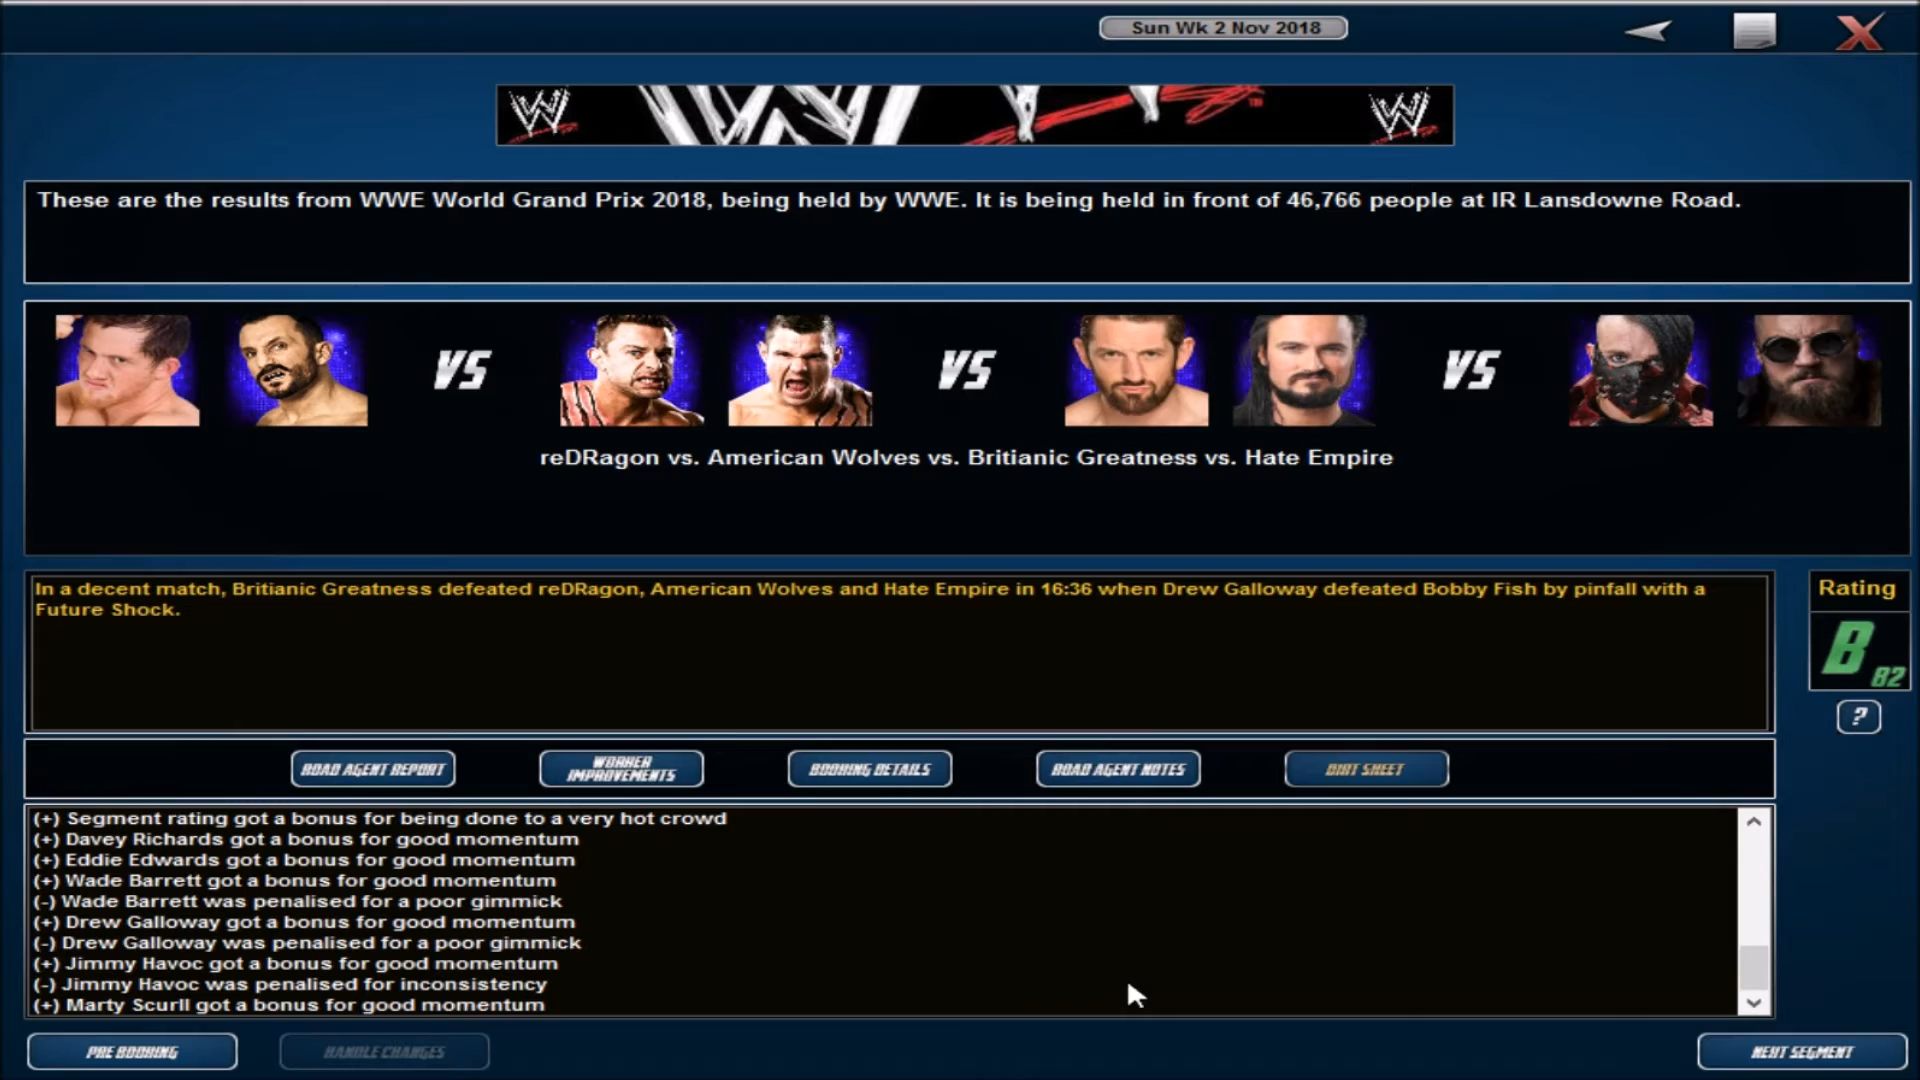 Sun Wk 2 Nov 2018
These are the results from WWE World Grand Prix 2018, being held by WWE. It is being held in front of 46,766 people at IR Lansdowne Road.
VS VS VS
reDRagon vs. American Wolves vs. Britianic Greatness vs. Hate Empire
In a decent match, Britianic Greatness defeated reDRagon, American Wolves and Hate Empire in 16:36 when Drew Galloway defeated Bobby Fish by pinfall with a
Future Shock.
Rating
B 82
?
ROAD AGENT REPORT
WORKER
IMPROVEMENTS
BOOKING DETAILS
ROAD AGENT NOTES
DIRT SHEET
(+) Segment rating got a bonus for being done to a very hot crowd
(+) Davey Richards got a bonus for good momentum
(+) Eddie Edwards got a bonus for good momentum
(+) Wade Barrett got a bonus for good momentum
(-) Wade Barrett was penalised for a poor gimmick
(+) Drew Galloway got a bonus for good momentum
(-) Drew Galloway was penalised for a poor gimmick
(+) Jimmy Havoc got a bonus for good momentum
(-) Jimmy Havoc was penalised for inconsistency
(+) Marty Scurll got a bonus for good momentum
PRE BOOKING
HANDLE CHANGES
NEXT SEGMENT